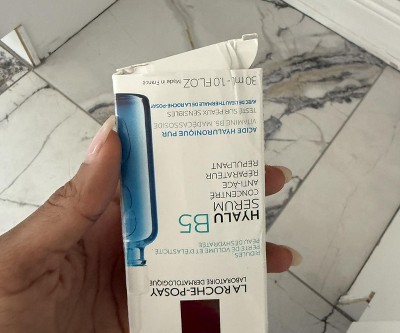 LA ROCHE-POSAY
LABORATOIRE DERMATOLOGIQUE
RIDULES
PERTE DE VOLUME ET D'ÉLASTICITÉ
PEAU DÉSHYDRATÉE
HYALU B5
SERUM
CONCENTRÉ
ANTI-ÂGE
RÉPARATEUR
REPULPANT
ACIDE HYALURONIQUE PUR
VITAMINE B5, MADECASSOSIDE
TESTÉ SUR PEAUX SENSIBLES
AVEC DE L'EAU THERMALE DE LA ROCHE-POSAY
30 mL - 1.0 FL.OZ Made in France